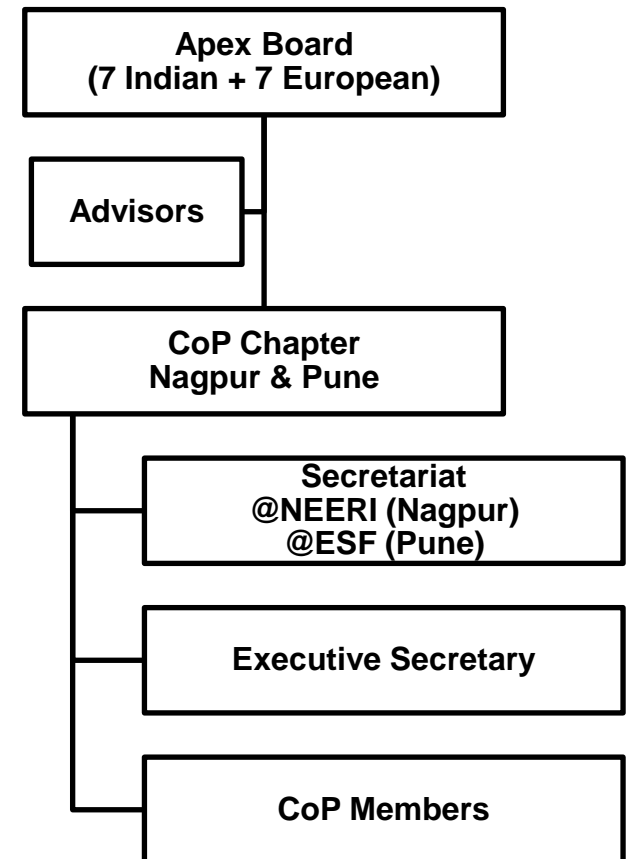 Apex Board
(7 Indian + 7 European)
Advisors
CoP Chapter
Nagpur & Pune
Secretariat
@NEERI (Nagpur)
@ESF (Pune)
Executive Secretary
CoP Members